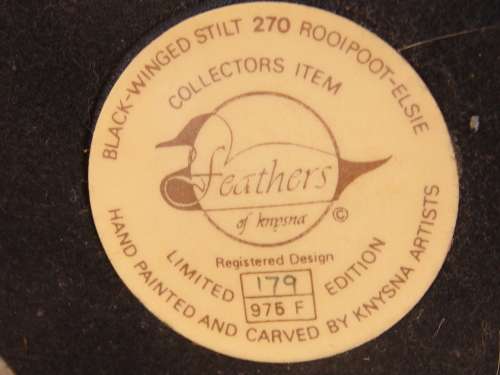 BLACK-WINGED STILT 270 ROOIPOOT-ELSIE
COLLECTORS ITEM
feathers
of knysna ©
Registered Design
LIMITED EDITION
179
975 F
HAND PAINTED AND CARVED BY KNYSNA ARTISTS